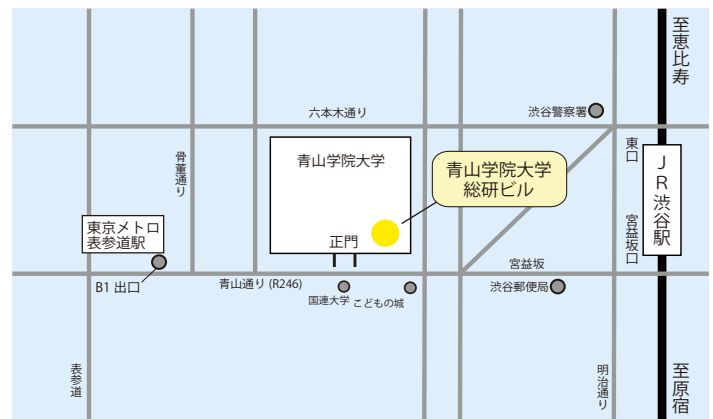 至恵比寿
六本木通り
渋谷警察署
青山学院大学
骨董通り
青山学院大学
総研ビル
東口
JR渋谷駅
宮益坂口
東京メトロ
表参道駅
正門
B1 出口
青山通り (R246)
宮益坂
国連大学
こどもの城
渋谷郵便局
表参道
明治通り
至原宿